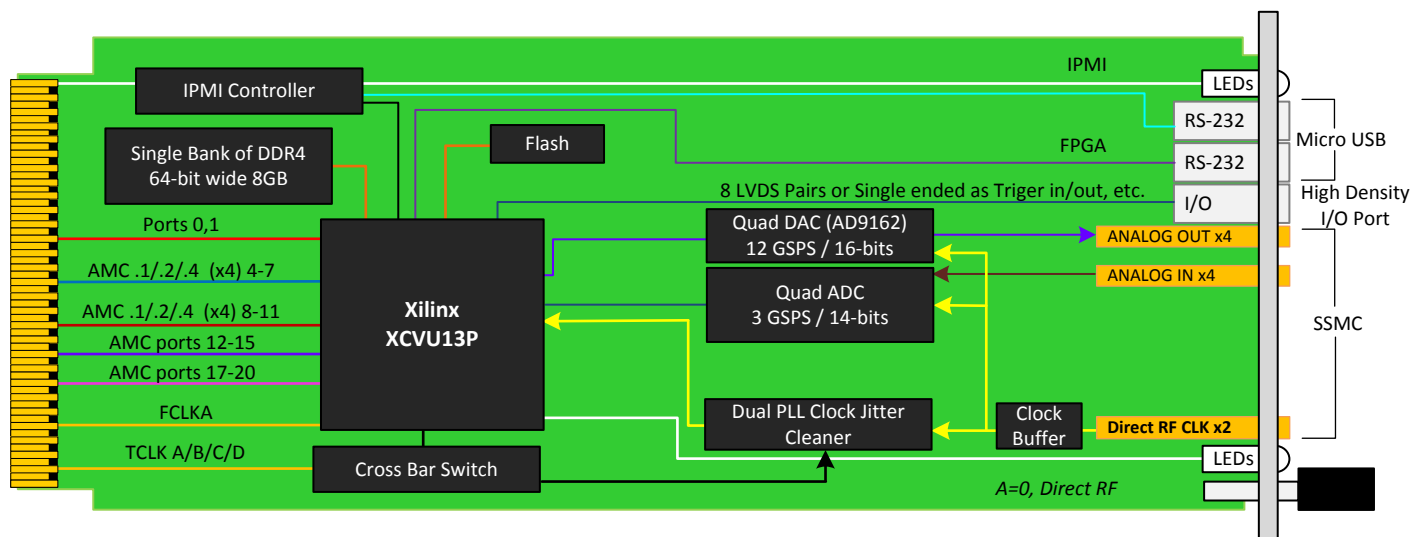 IPMI
LEDs
IPMI Controller
RS-232
Micro USB
Single Bank of DDR4
64-bit wide 8GB
Flash
FPGA
RS-232
8 LVDS Pairs or Single ended as Triger in/out, etc.
I/O
High Density
I/O Port
Ports 0,1
Quad DAC (AD9162)
12 GSPS / 16-bits
ANALOG OUT x4
AMC .1/.2/.4 (x4) 4-7
Quad ADC
3 GSPS / 14-bits
ANALOG IN x4
SSMC
Xilinx
XCVU13P
AMC .1/.2/.4 (x4) 8-11
AMC ports 12-15
AMC ports 17-20
FCLKA
Dual PLL Clock Jitter
Cleaner
Clock
Buffer
Direct RF CLK x2
TCLK A/B/C/D
Cross Bar Switch
LEDs
A=0, Direct RF